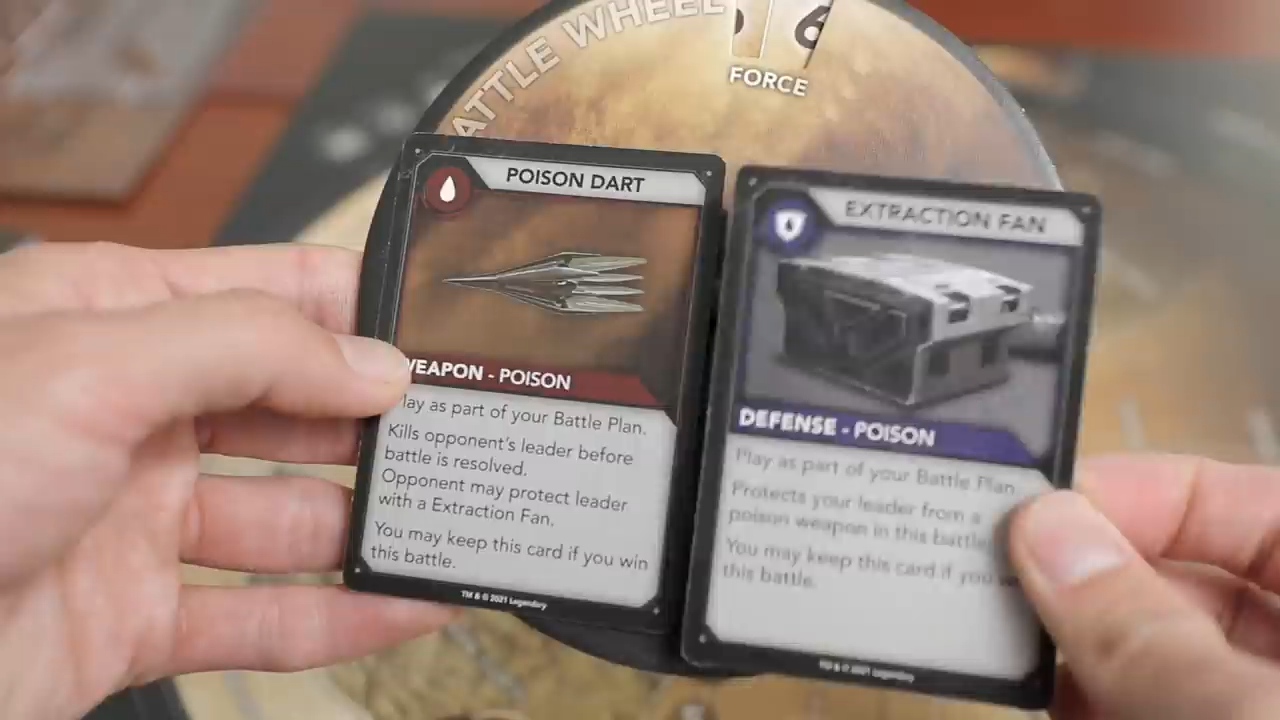 BATTLE WHEEL
6
FORCE
POISON DART
WEAPON - POISON
Play as part of your Battle Plan.
Kills opponent's leader before
battle is resolved.
Opponent may protect leader
with a Extraction Fan.
You may keep this card if you win
this battle.
TM & © 2021 Legendary
EXTRACTION FAN
DEFENSE - POISON
Play as part of your Battle Plan.
Protects your leader from a
poison weapon in this battle
You may keep this card if you
this battle.
TM & © 2021 Legendary